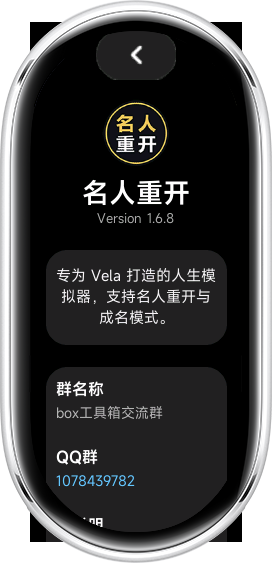 名人
重开
名人重开
Version 1.6.8
专为 Vela 打造的人生模
拟器，支持名人重开与
成名模式。
群名称
box工具箱交流群
QQ群
1078439782